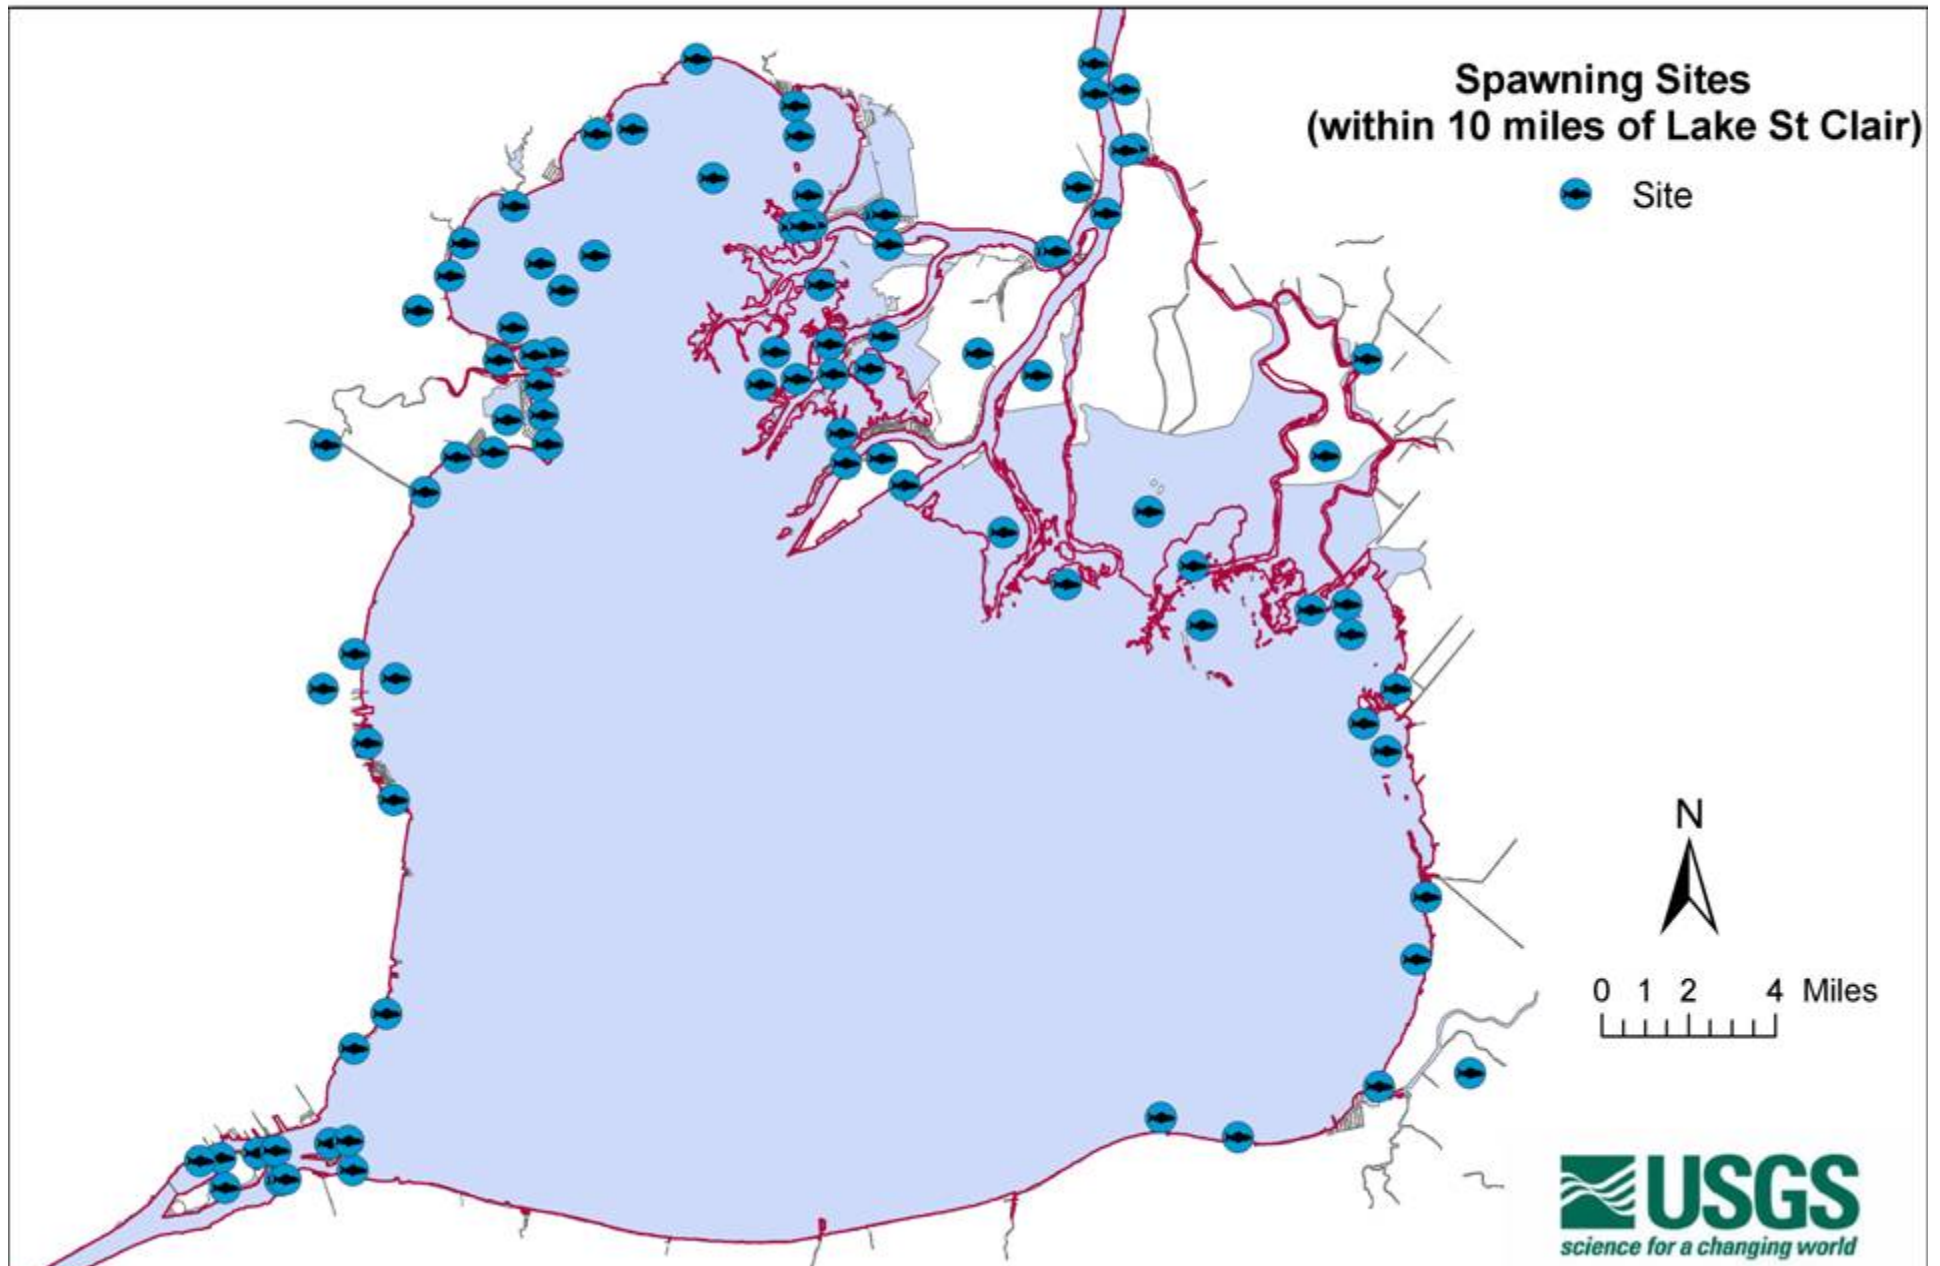 Spawning Sites
(within 10 miles of Lake St Clair)
Site
N
0 1 2 4 Miles
USGS
science for a changing world